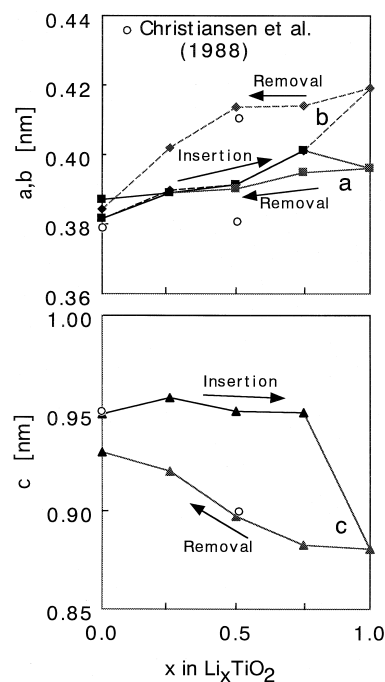 0.44
Christiansen et al.
(1988)
0.42
Removal
b
0.40
Insertion
a
Removal
0.38
0.36
a,b [nm]
1.00
Insertion
0.95
0.90
c
Removal
0.85
c [nm]
0.0 0.5 1.0
x in LiₓTiO₂